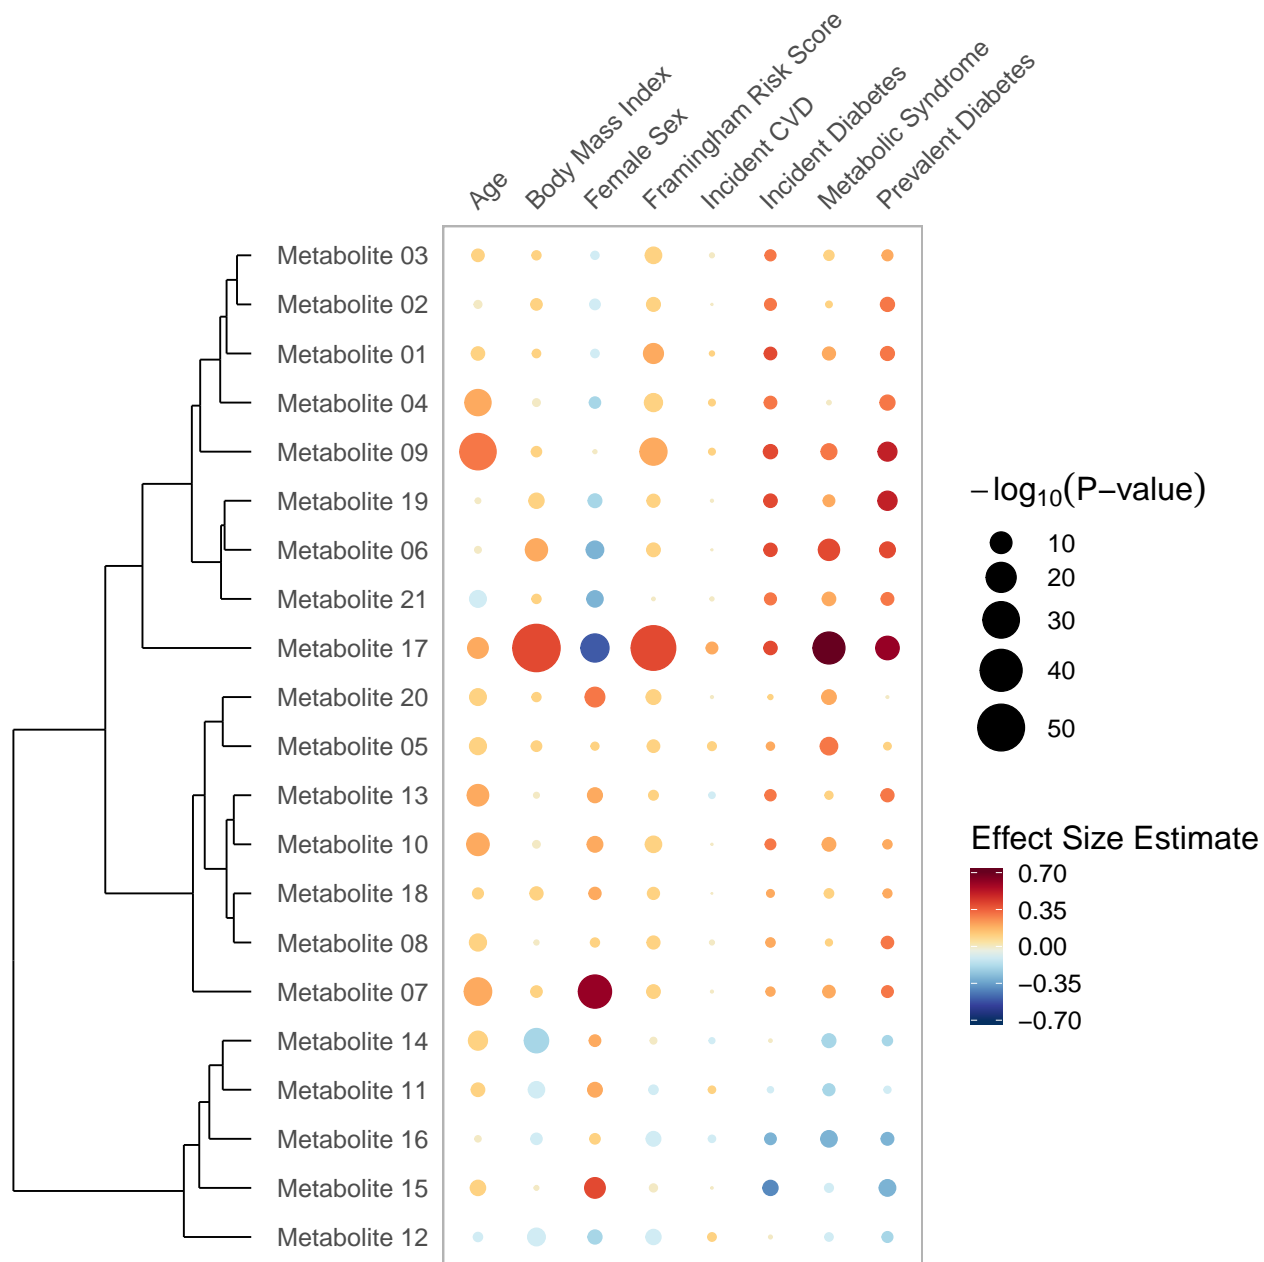 Age
Body Mass Index
Female Sex
Framingham Risk Score
Incident CVD
Incident Diabetes
Metabolic Syndrome
Prevalent Diabetes
Metabolite 03
Metabolite 02
Metabolite 01
Metabolite 04
Metabolite 09
Metabolite 19
Metabolite 06
Metabolite 21
Metabolite 17
Metabolite 20
Metabolite 05
Metabolite 13
Metabolite 10
Metabolite 18
Metabolite 08
Metabolite 07
Metabolite 14
Metabolite 11
Metabolite 16
Metabolite 15
Metabolite 12
−log₁₀(P−value)
10
20
30
40
50
Effect Size Estimate
0.70
0.35
0.00
−0.35
−0.70